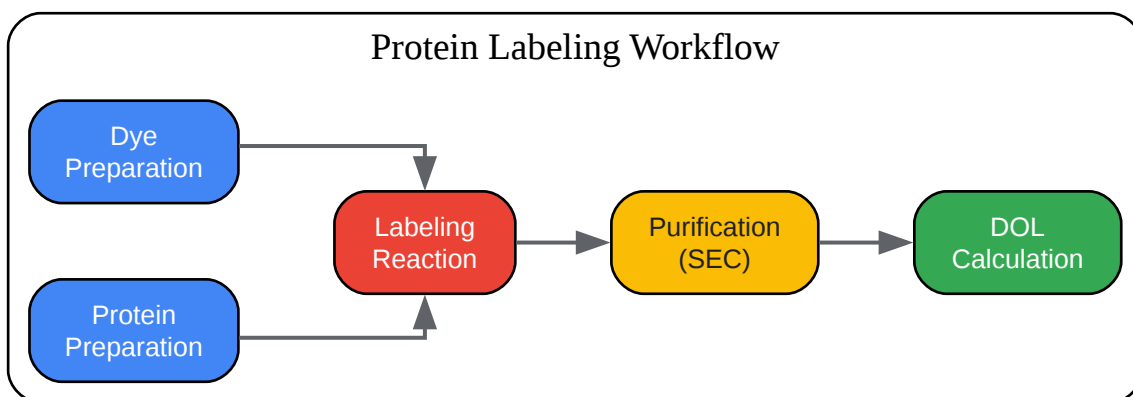 Protein Labeling Workflow
Dye
Preparation
Protein
Preparation
Labeling
Reaction
Purification
(SEC)
DOL
Calculation